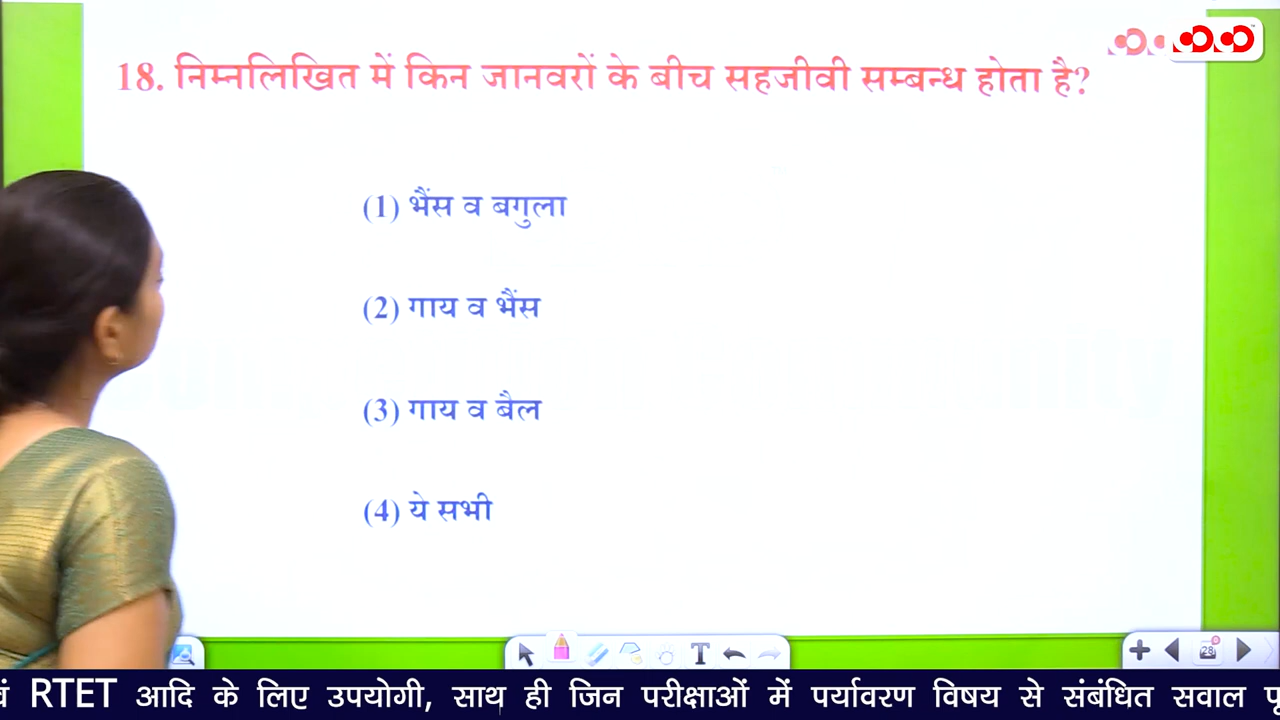 18. निम्नलिखित में किन जानवरों के बीच सहजीवी सम्बन्ध होता है?
(1) भैंस व बगुला
(2) गाय व भैंस
(3) गाय व बैल
(4) ये सभी
T
28
RTET आदि के लिए उपयोगी, साथ ही जिन परीक्षाओं में पर्यावरण विषय से संबंधित सवाल